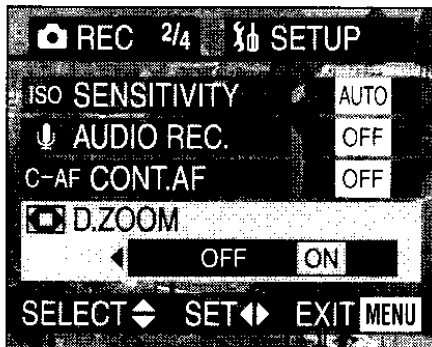 REC 2/4 SETUP
ISO SENSITIVITY AUTO
AUDIO REC. OFF
C-AF CONT.AF OFF
D.ZOOM
OFF ON
SELECT SET EXIT MENU